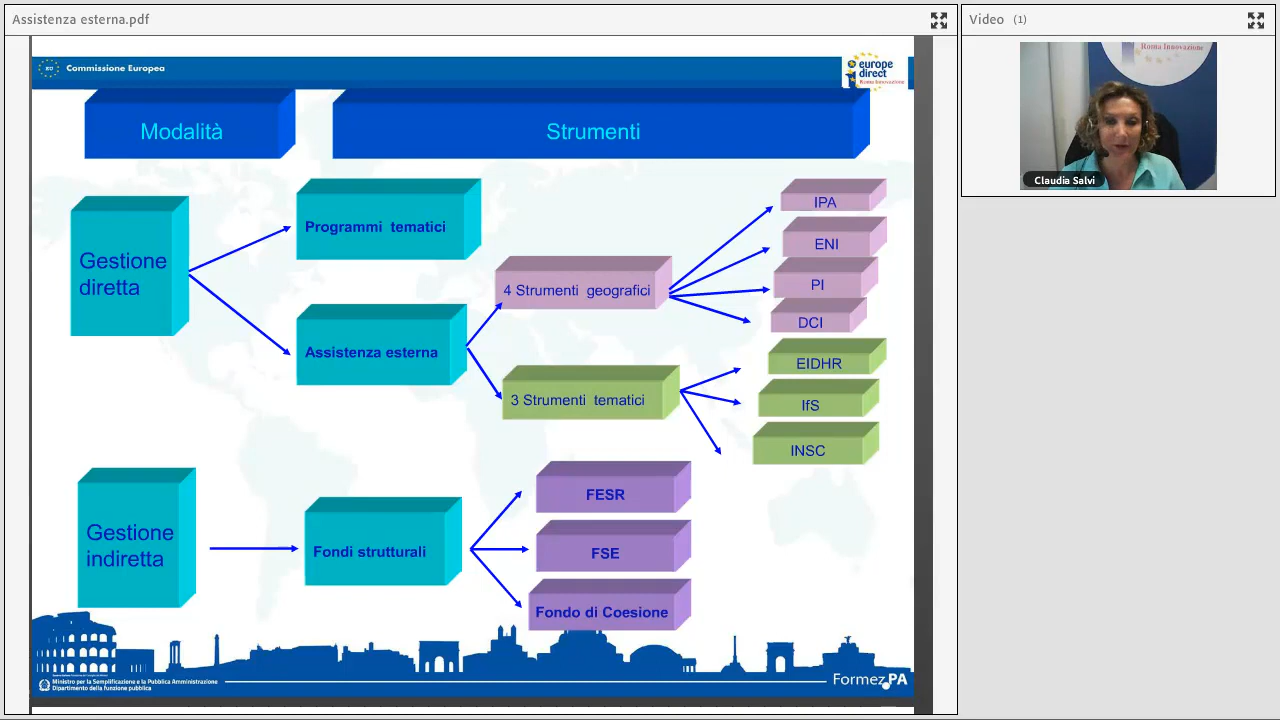 Assistenza esterna.pdf
Video (1)
Commissione Europea
europe
direct
Roma Innovazione
Roma Innovazione
Claudia Salvi
Modalità
Strumenti
Gestione
diretta
Programmi tematici
Assistenza esterna
4 Strumenti geografici
3 Strumenti tematici
IPA
ENI
PI
DCI
EIDHR
IfS
INSC
Gestione
indiretta
Fondi strutturali
FESR
FSE
Fondo di Coesione
Ministro per la Semplificazione e la Pubblica Amministrazione
Dipartimento della funzione pubblica
FormezPA